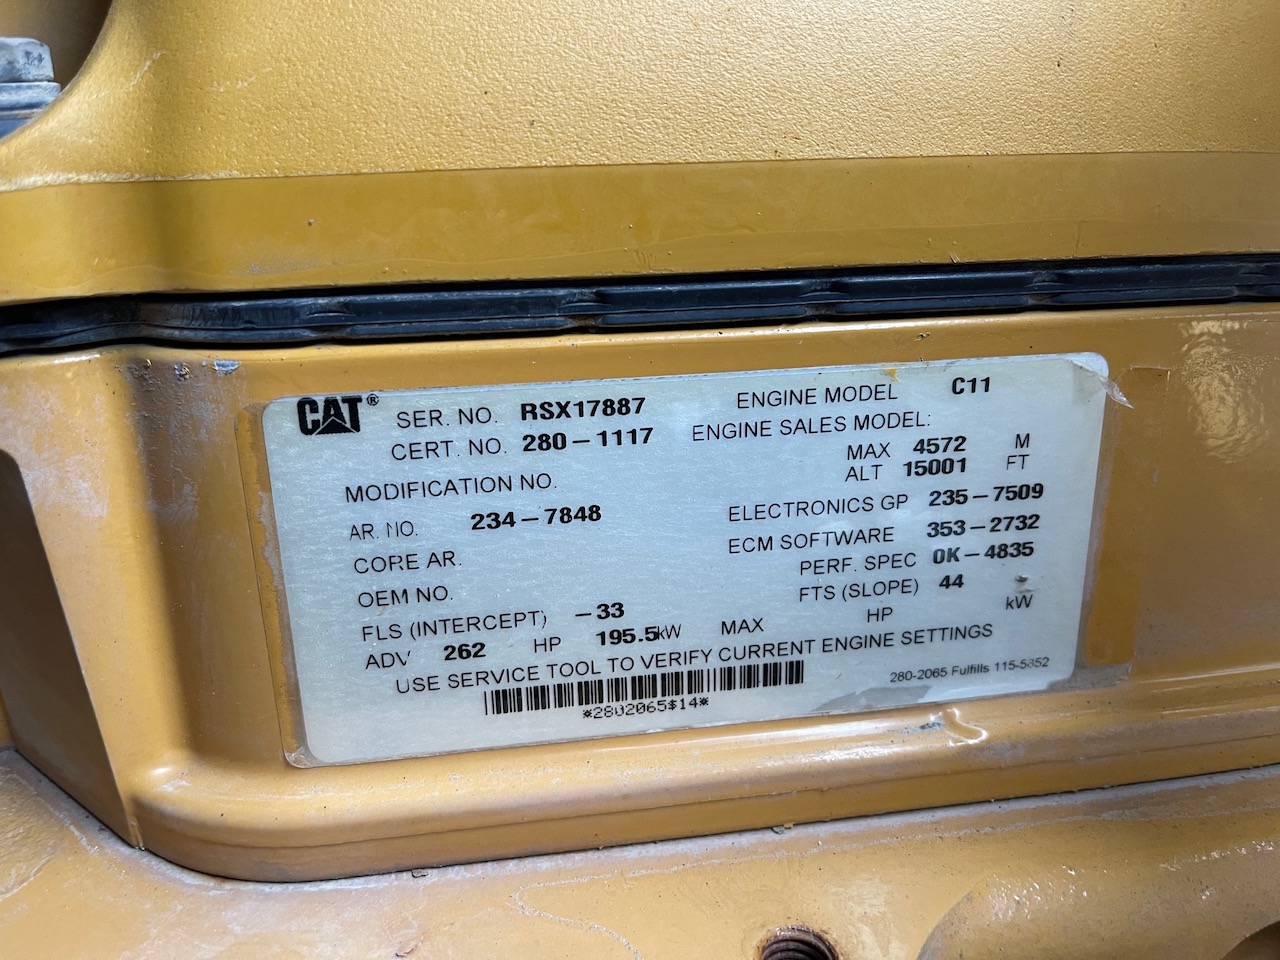 CAT® SER. NO. RSX17887 ENGINE MODEL C11
CERT. NO. 280-1117 ENGINE SALES MODEL:
MODIFICATION NO. MAX 4572 M
ALT 15001 FT
AR. NO. 234-7848 ELECTRONICS GP 235-7509
CORE AR. ECM SOFTWARE 353-2732
OEM NO. PERF. SPEC 0K-4835
FLS (INTERCEPT) -33 FTS (SLOPE) 44
ADV 262 HP 195.5kW MAX HP kW
USE SERVICE TOOL TO VERIFY CURRENT ENGINE SETTINGS
*2802065$14* 280-2065 Fulfills 115-5852